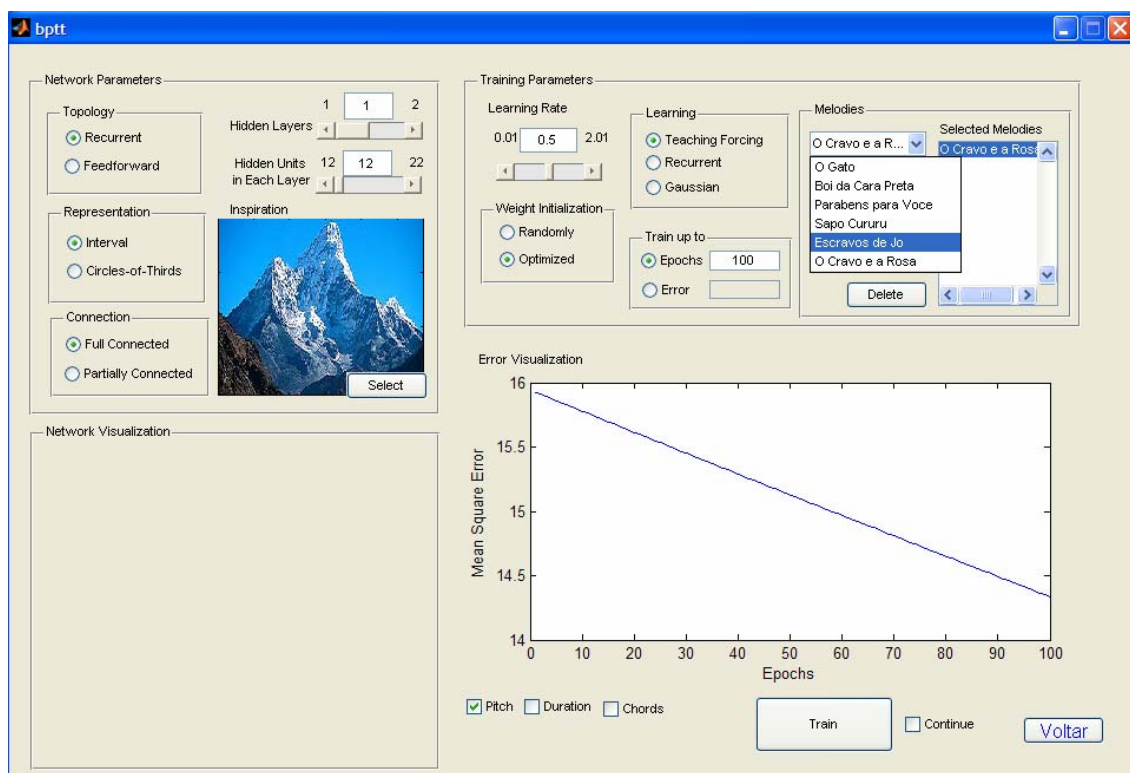 bptt
Network Parameters
Topology
Recurrent
Feedforward
1 1 2
Hidden Layers
Hidden Units
in Each Layer
12 12 22
Representation
Interval
Circles-of-Thirds
Inspiration
Connection
Full Connected
Partially Connected
Select
Network Visualization
Training Parameters
Learning Rate
0.01 0.5 2.01
Weight Initialization
Randomly
Optimized
Learning
Teaching Forcing
Recurrent
Gaussian
Train up to
Epochs 100
Error
Melodies
O Cravo e a R...
O Gato
Boi da Cara Preta
Parabens para Voce
Sapo Cururu
Escravos de Jo
O Cravo e a Rosa
Delete
Selected Melodies
O Cravo e a Rosa
Error Visualization
16
15.5
15
14.5
14
Mean Square Error
0 10 20 30 40 50 60 70 80 90 100
Epochs
Pitch Duration Chords
Train
Continue
Voltar